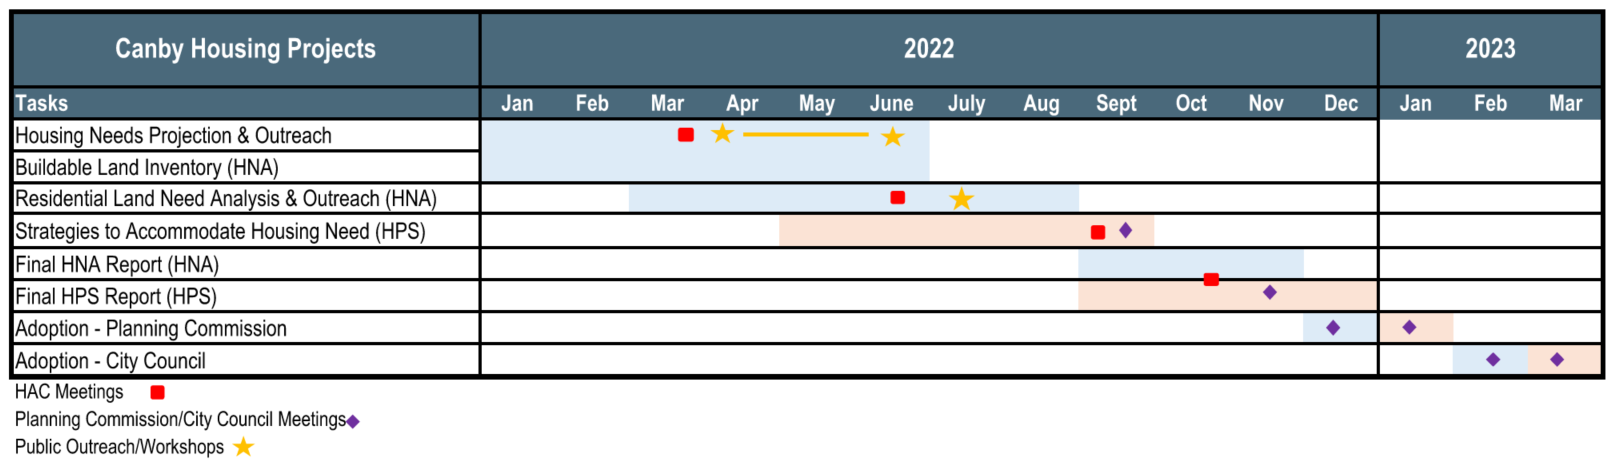 Canby Housing Projects 2022 2023
Tasks Jan Feb Mar Apr May June July Aug Sept Oct Nov Dec Jan Feb Mar
Housing Needs Projection & Outreach
Buildable Land Inventory (HNA)
Residential Land Need Analysis & Outreach (HNA)
Strategies to Accommodate Housing Need (HPS)
Final HNA Report (HNA)
Final HPS Report (HPS)
Adoption - Planning Commission
Adoption - City Council
HAC Meetings
Planning Commission/City Council Meetings
Public Outreach/Workshops